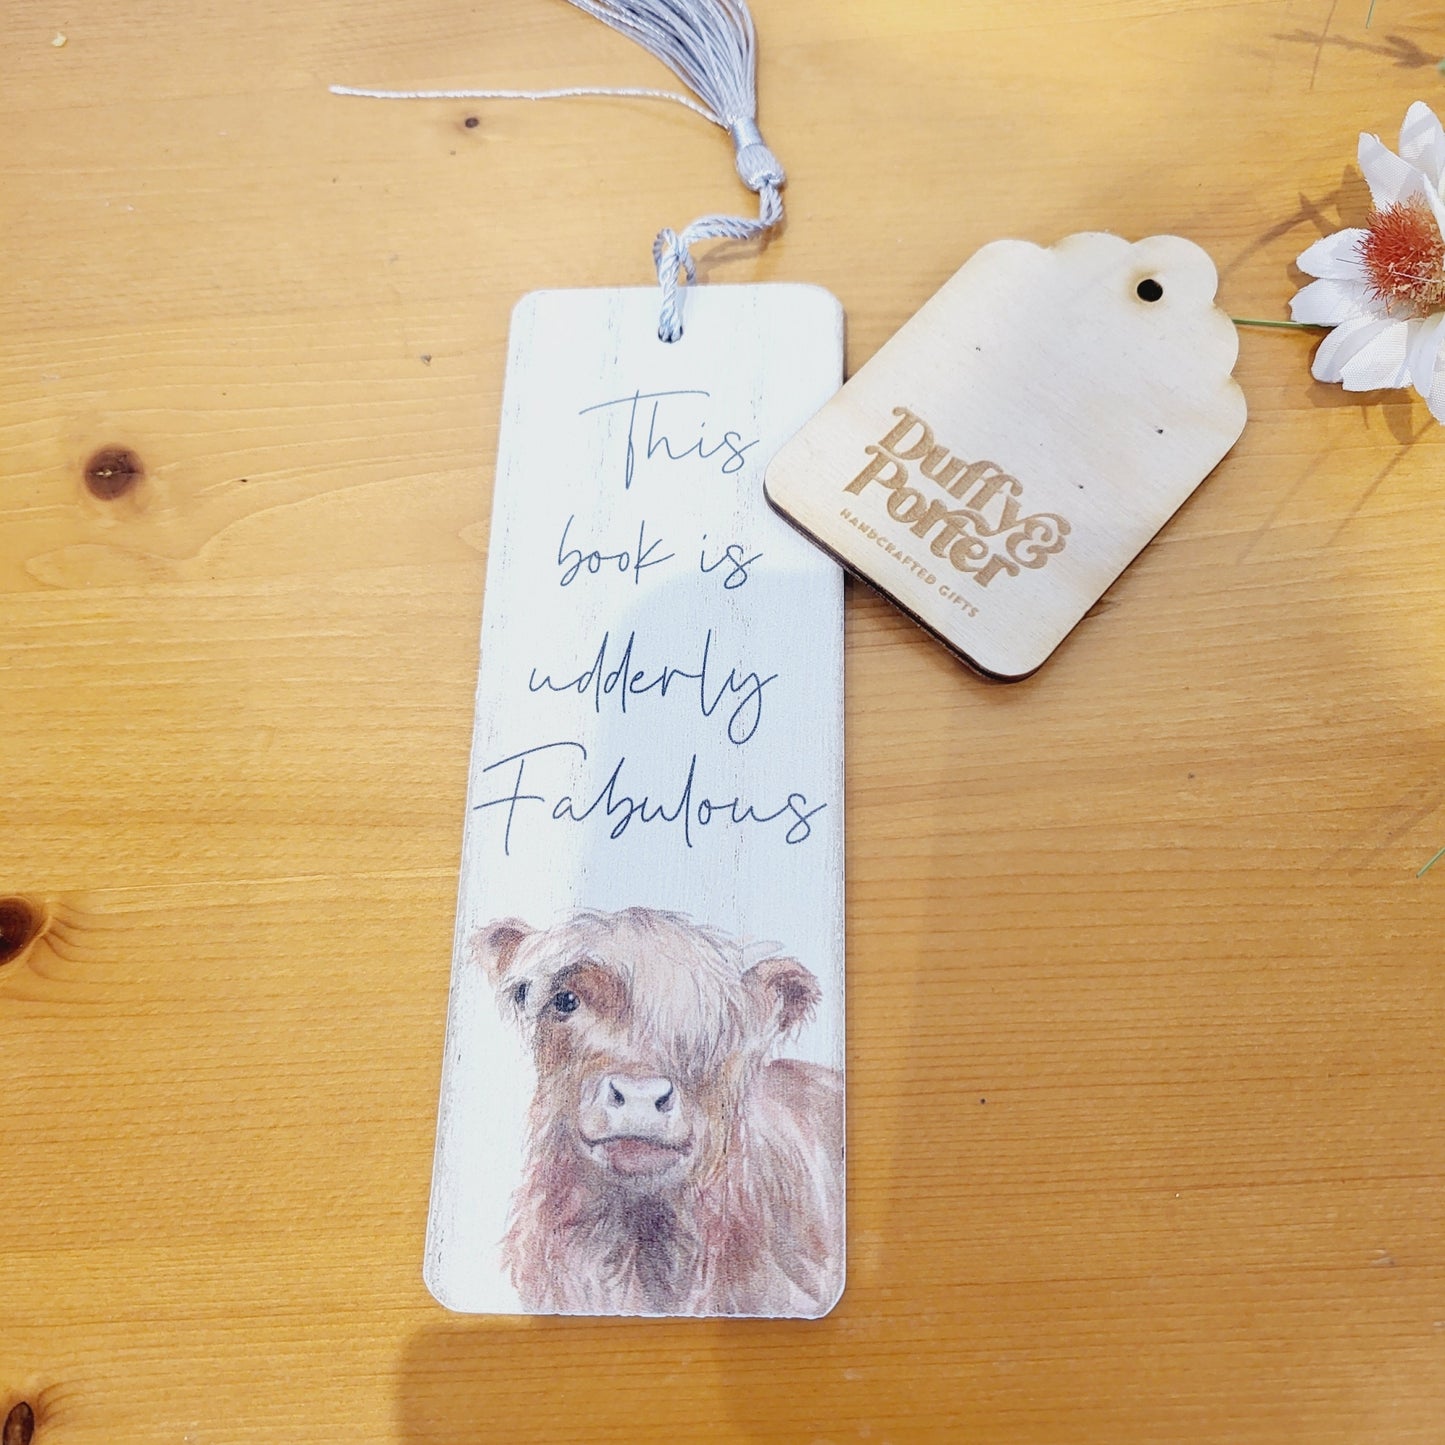 This
book is
udderly
Fabulous
Duffy&
Porter
HANDCRAFTED GIFTS